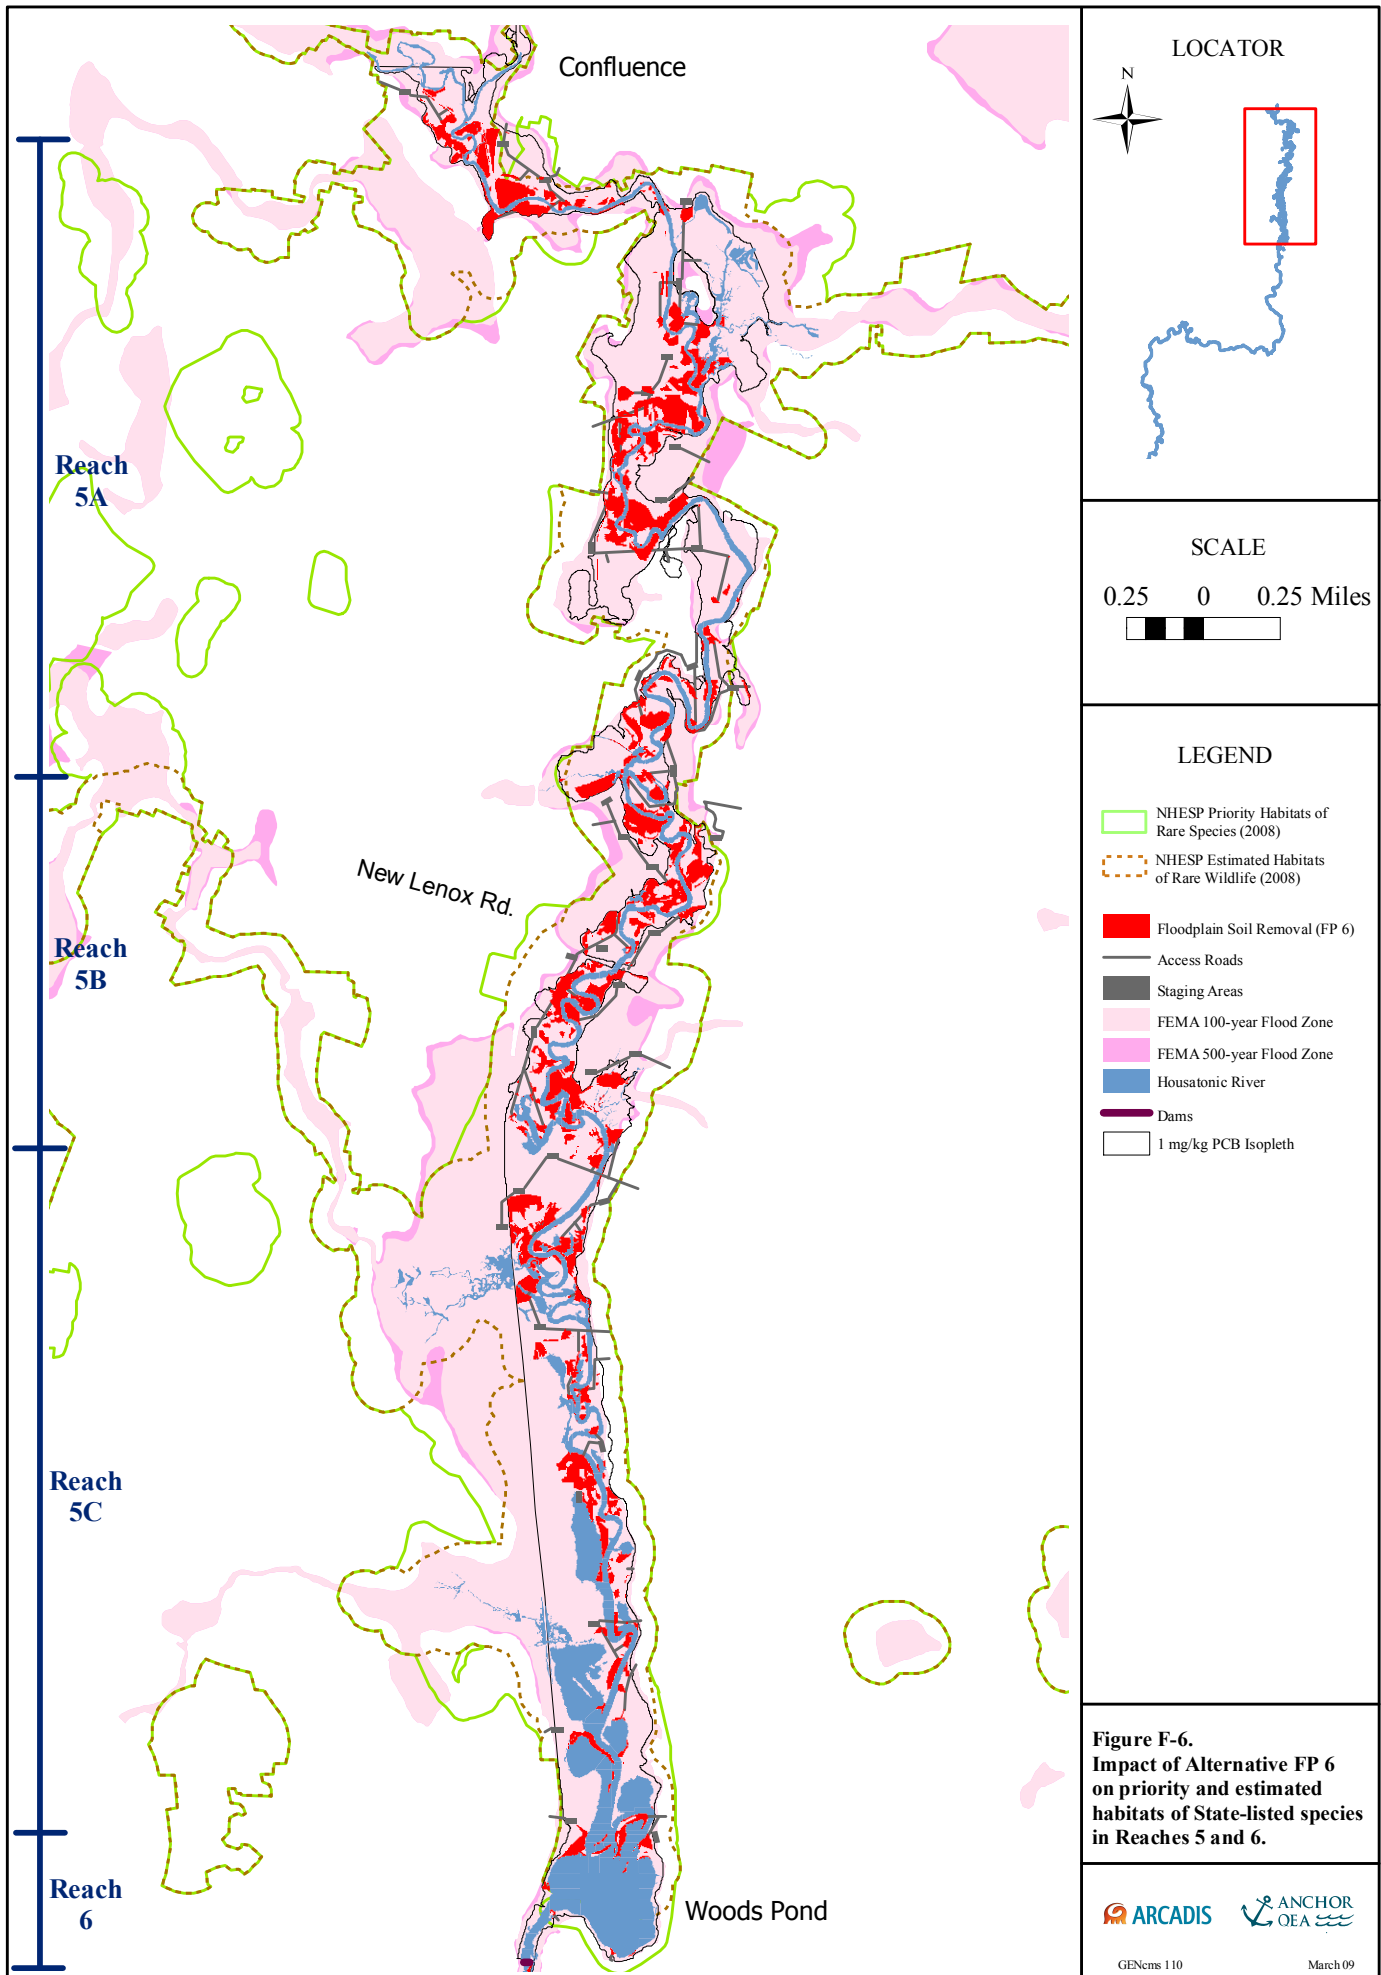 Confluence
Reach
5A
New Lenox Rd.
Reach
5B
Reach
5C
Reach
6
Woods Pond
LOCATOR
N
SCALE
0.25 0 0.25 Miles
LEGEND
NHESP Priority Habitats of
Rare Species (2008)
NHESP Estimated Habitats
of Rare Wildlife (2008)
Floodplain Soil Removal (FP 6)
Access Roads
Staging Areas
FEMA 100-year Flood Zone
FEMA 500-year Flood Zone
Housatonic River
Dams
1 mg/kg PCB Isopleth
Figure F-6.
Impact of Alternative FP 6
on priority and estimated
habitats of State-listed species
in Reaches 5 and 6.
ARCADIS
ANCHOR
QEA
GENcms 110 March 09